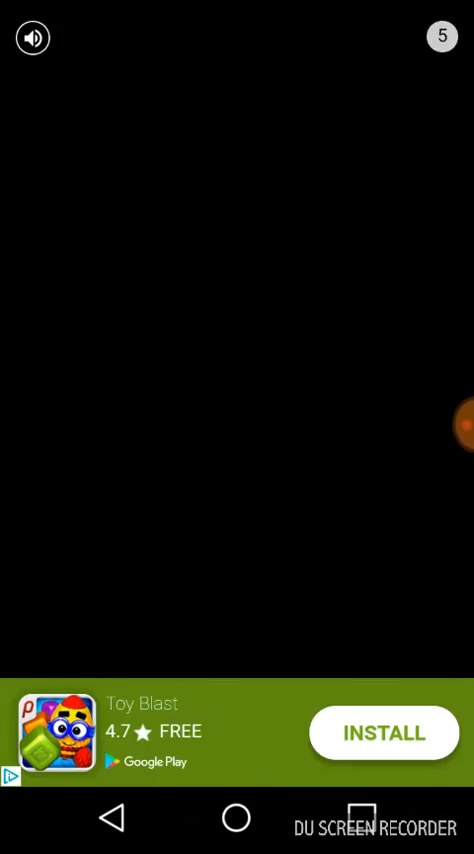 5
Toy Blast
4.7★ FREE
INSTALL
Google Play
DU SCREEN RECORDER